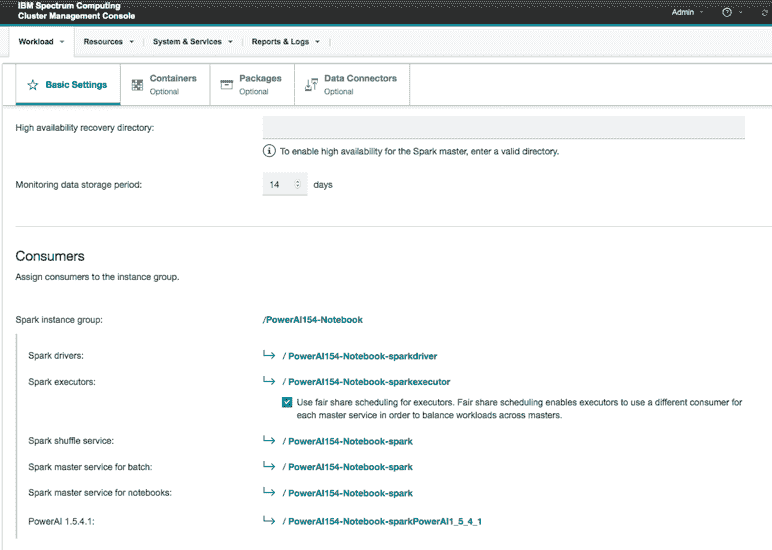 IBM Spectrum Computing
Cluster Management Console
Admin
?
Workload
Resources
System & Services
Reports & Logs
Basic Settings
Containers
Optional
Packages
Optional
Data Connectors
Optional
High availability recovery directory:
i To enable high availability for the Spark master, enter a valid directory.
Monitoring data storage period:
14 days
Consumers
Assign consumers to the instance group.
Spark instance group:
/PowerAI154-Notebook
Spark drivers:
/ PowerAI154-Notebook-sparkdriver
Spark executors:
/ PowerAI154-Notebook-sparkexecutor
Use fair share scheduling for executors. Fair share scheduling enables executors to use a different consumer for
each master service in order to balance workloads across masters.
Spark shuffle service:
/ PowerAI154-Notebook-spark
Spark master service for batch:
/ PowerAI154-Notebook-spark
Spark master service for notebooks:
/ PowerAI154-Notebook-spark
PowerAI 1.5.4.1:
/ PowerAI154-Notebook-sparkPowerAI1_5_4_1